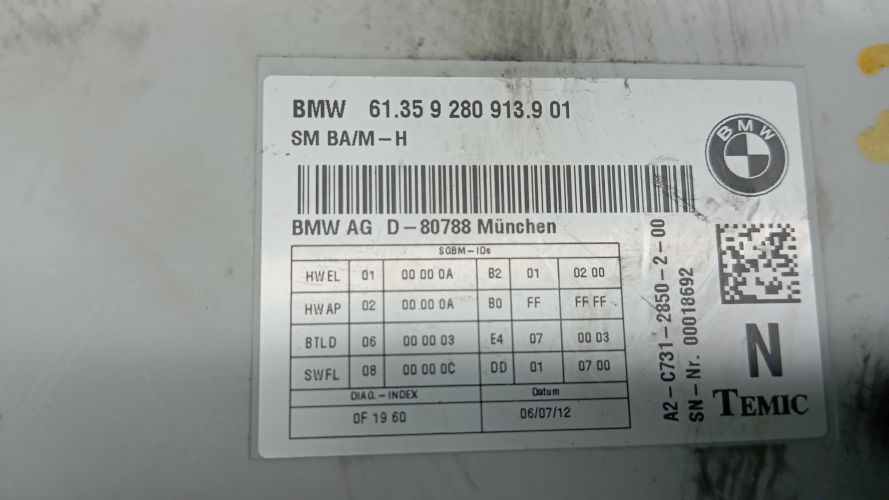 BMW 61.35 9 280 913.9 01
SM BA/M-H
BMW
BMW AG D-80788 München
SGBM-IDs
HWEL 01 00 00 0A B2 01 02 00
HWAP 02 00 00 0A B0 FF FF FF
BTLD 06 00 00 03 E4 07 00 03
SWFL 08 00 00 0C DD 01 07 00
DIAG.-INDEX Datum
0F 19 60 06/07/12
A2-C731-2850-2-00
SN-Nr. 00018692
N
TEMIC